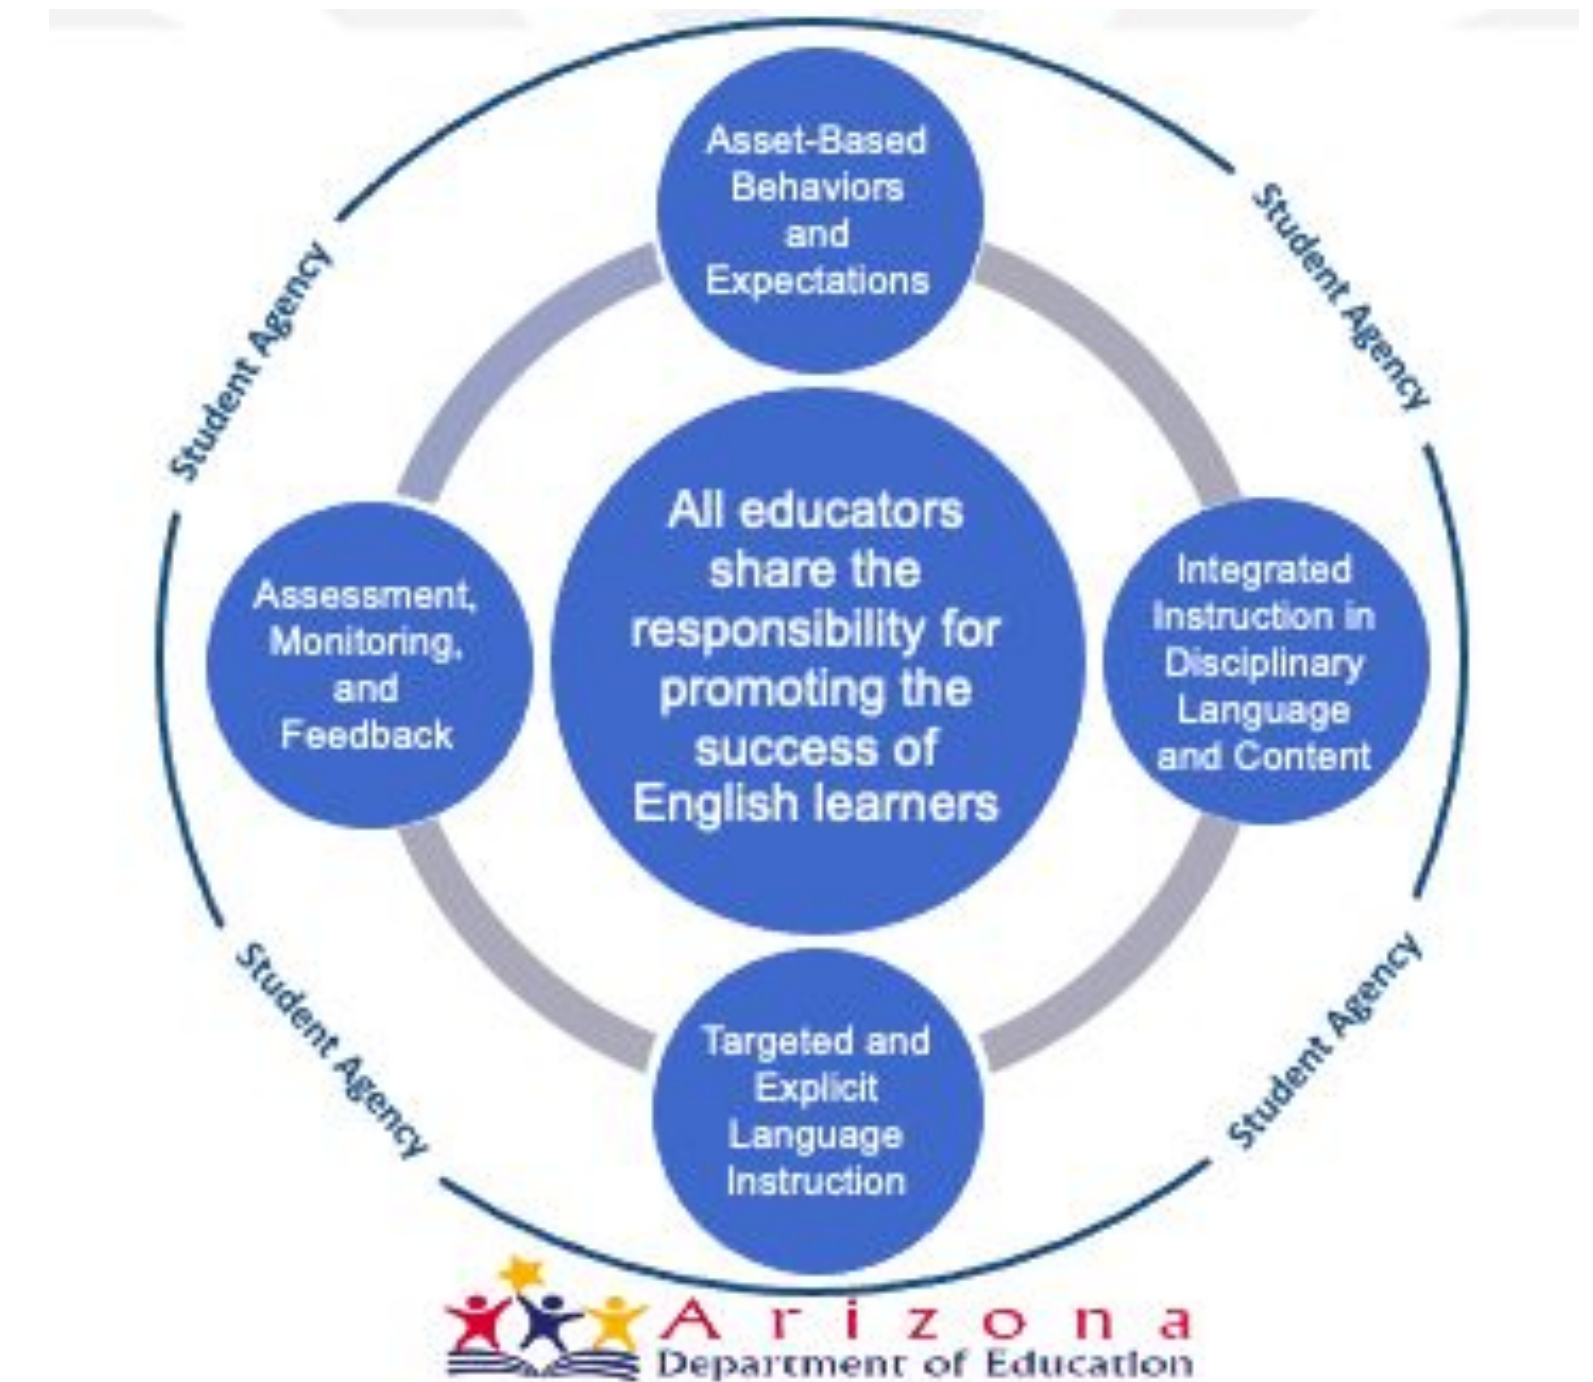 Asset-Based
Behaviors
and
Expectations
Student Agency
Student Agency
Assessment,
Monitoring,
and
Feedback
All educators
share the
responsibility for
promoting the
success of
English learners
Integrated
Instruction in
Disciplinary
Language
and Content
Student Agency
Student Agency
Targeted and
Explicit
Language
Instruction
Arizona
Department of Education